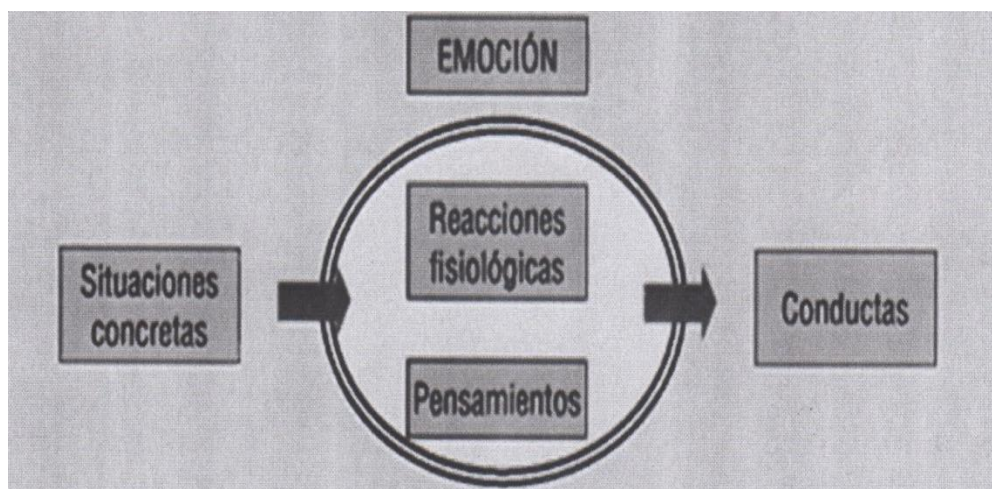 EMOCIÓN
Situaciones
concretas
Reacciones
fisiológicas
Pensamientos
Conductas